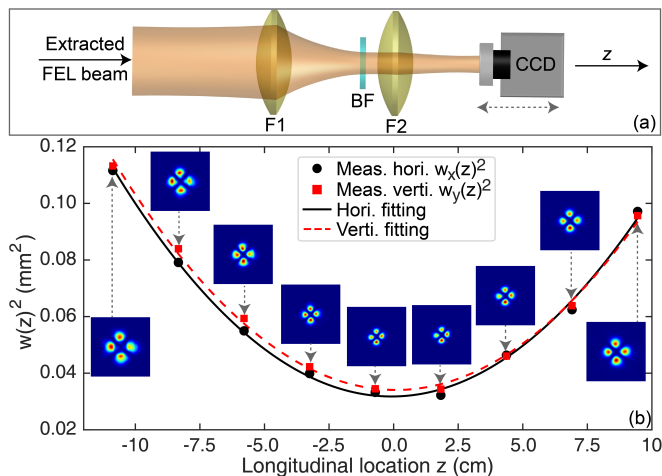 Extracted
FEL beam
F1
BF
F2
CCD
z
(a)
0.12
0.10
0.08
0.06
0.04
0.02
w(z)² (mm²)
Meas. hori. wx(z)²
Meas. verti. wy(z)²
Hori. fitting
Verti. fitting
(b)
-10 -7.5 -5.0 -2.5 0.0 2.5 5.0 7.5 10
Longitudinal location z (cm)